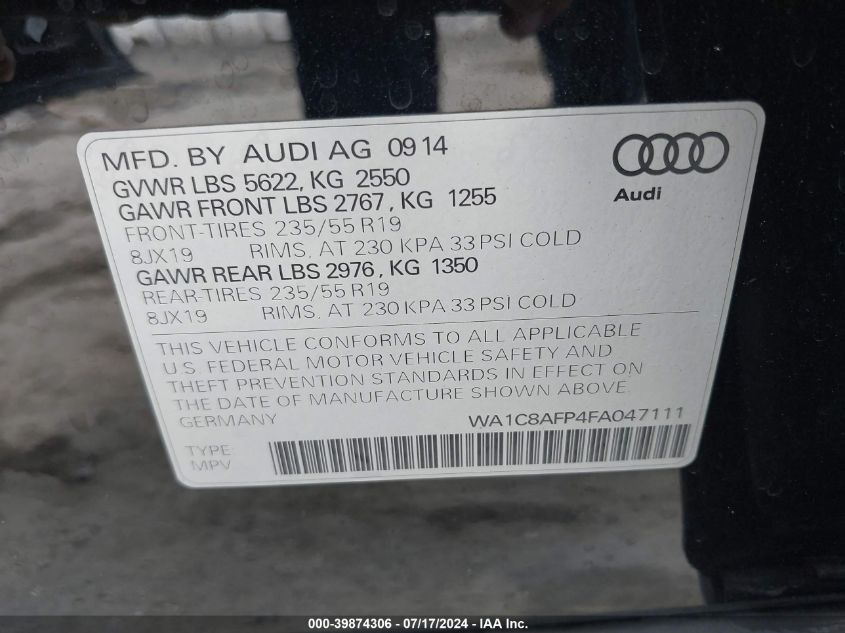 MFD. BY AUDI AG 0914
GVWR LBS 5622, KG 2550
GAWR FRONT LBS 2767, KG 1255
FRONT-TIRES 235/55 R19
8JX19 RIMS, AT 230 KPA 33 PSI COLD
GAWR REAR LBS 2976, KG 1350
REAR-TIRES 235/55 R19
8JX19 RIMS, AT 230 KPA 33 PSI COLD
Audi
THIS VEHICLE CONFORMS TO ALL APPLICABLE
U.S. FEDERAL MOTOR VEHICLE SAFETY AND
THEFT PREVENTION STANDARDS IN EFFECT ON
THE DATE OF MANUFACTURE SHOWN ABOVE.
GERMANY WA1C8AFP4FA047111
TYPE:
MPV
000-39874306 - 07/17/2024 - IAA Inc.